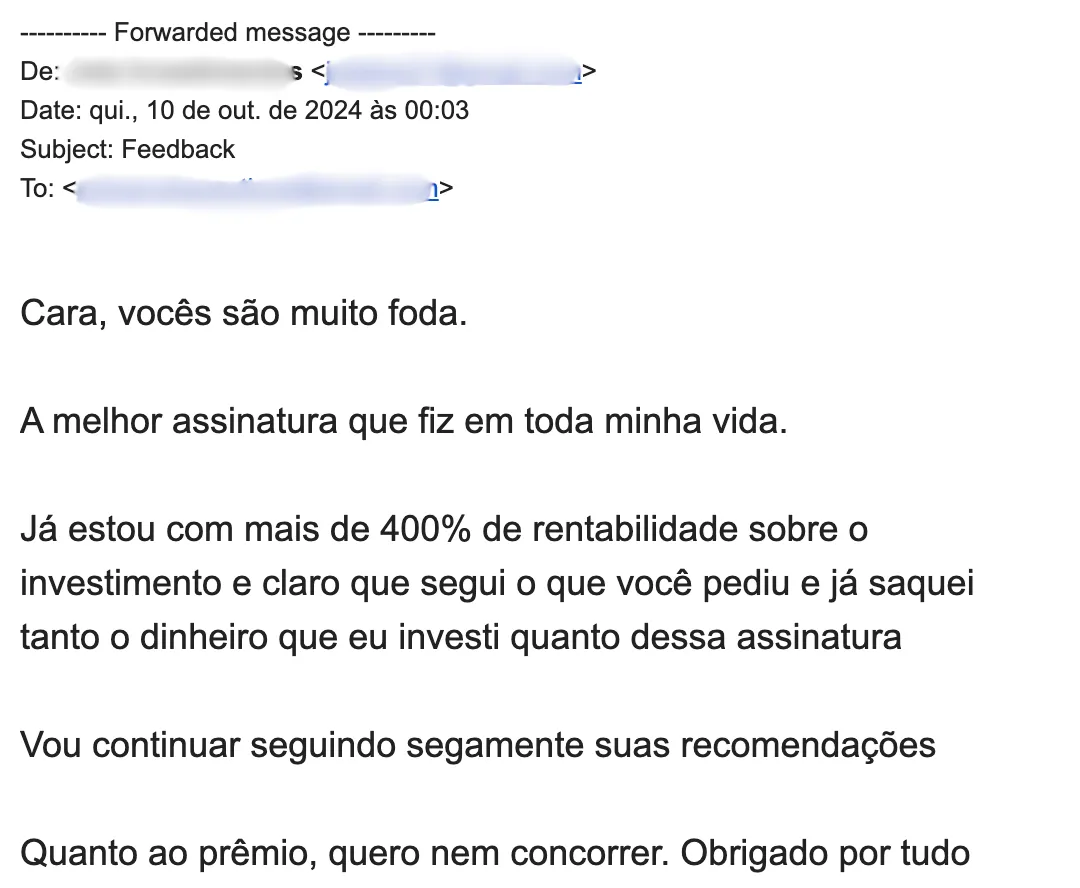 ---------- Forwarded message ---------
De: s <j
Date: qui., 10 de out. de 2024 às 00:03
Subject: Feedback
To: <
Cara, vocês são muito foda.
A melhor assinatura que fiz em toda minha vida.
Já estou com mais de 400% de rentabilidade sobre o
investimento e claro que segui o que você pediu e já saquei
tanto o dinheiro que eu investi quanto dessa assinatura
Vou continuar seguindo segamente suas recomendações
Quanto ao prêmio, quero nem concorrer. Obrigado por tudo